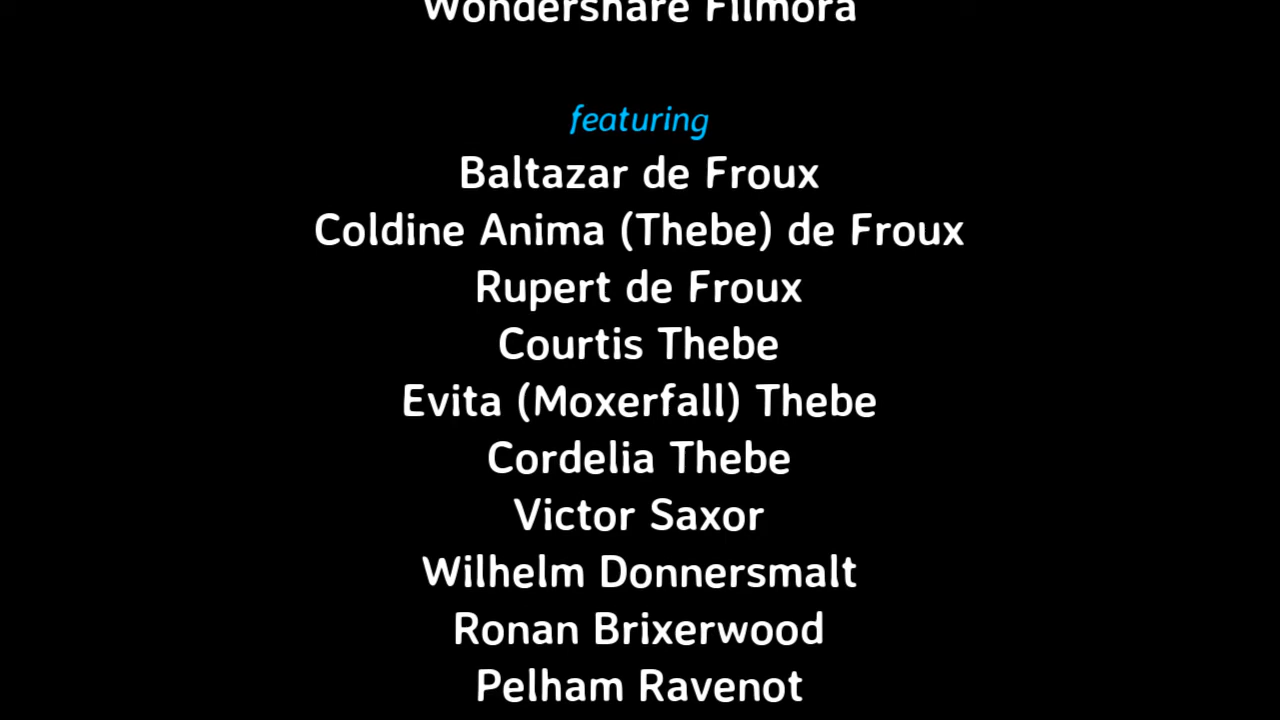 Wondershare Filmora
featuring
Baltazar de Froux
Coldine Anima (Thebe) de Froux
Rupert de Froux
Courtis Thebe
Evita (Moxerfall) Thebe
Cordelia Thebe
Victor Saxor
Wilhelm Donnersmalt
Ronan Brixerwood
Pelham Ravenot